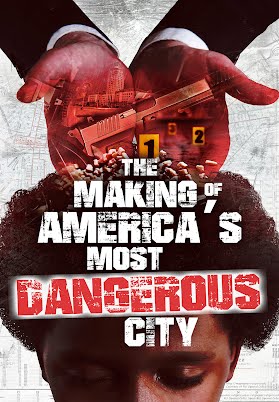 1
3
2
THE
MAKING OF
AMERICA'S
MOST
DANGEROUS
CITY